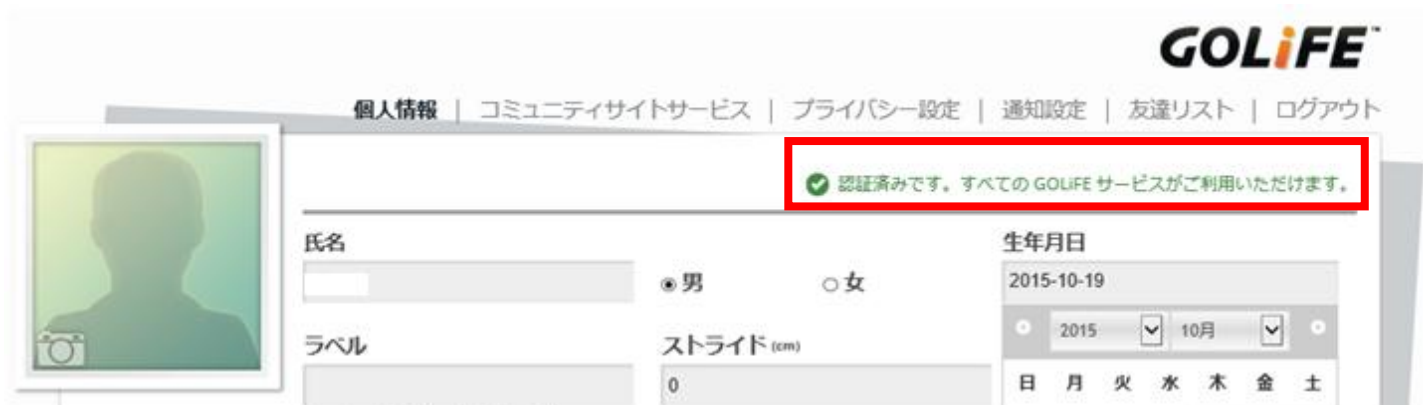 GOLiFE™
個人情報 | コミュニティサイトサービス | プライバシー設定 | 通知設定 | 友達リスト | ログアウト
認証済みです。すべての GOLiFE サービスがご利用いただけます。
氏名
生年月日
男 女
2015-10-19
2015 10月
ラベル
ストライド (cm)
0
日 月 火 水 木 金 土